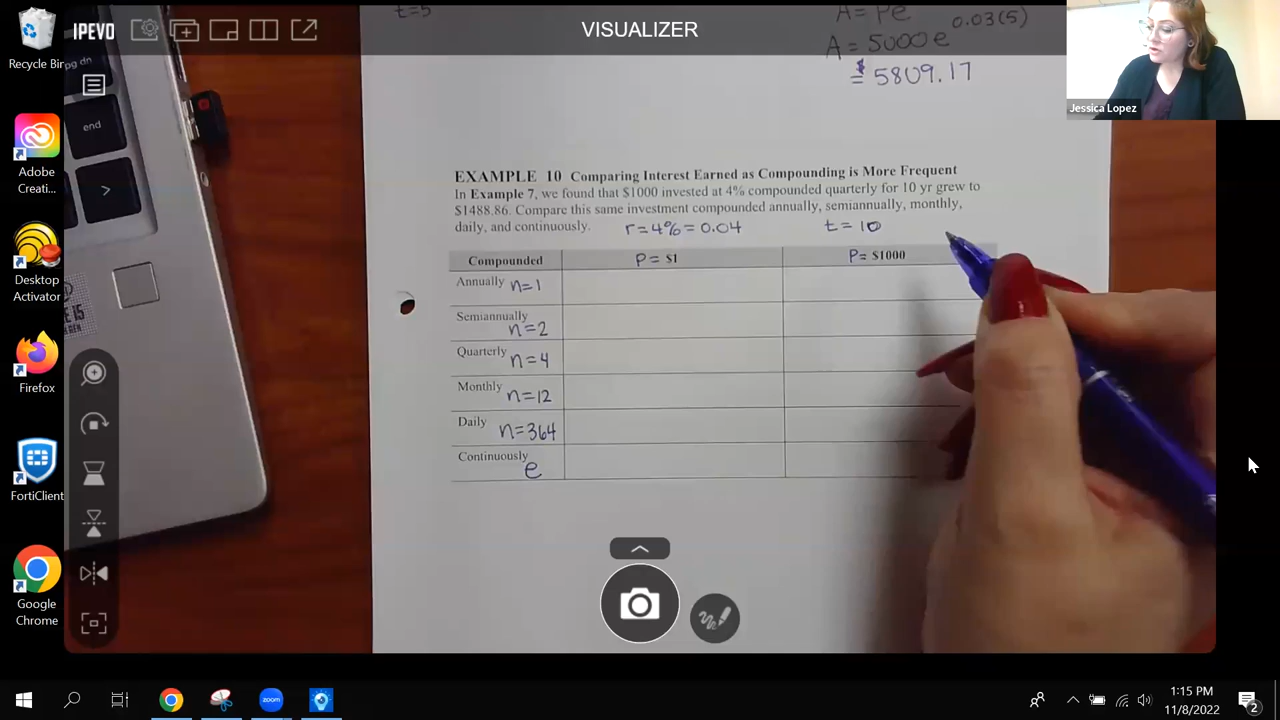 Recycle Bin
IPEVO
VISUALIZER
t=5
A = Pe
0.03(5)
A = 5000 e
= $5809.17
Jessica Lopez
pg dn
end
Adobe
Creati...
Desktop
Activator
Firefox
FortiClient
Google
Chrome
EXAMPLE 10 Comparing Interest Earned as Compounding is More Frequent
In Example 7, we found that $1000 invested at 4% compounded quarterly for 10 yr grew to
$1488.86. Compare this same investment compounded annually, semiannually, monthly,
daily, and continuously. r=4%=0.04 t=10
Compounded P= $1 P= $1000
Annually n=1
Semiannually
n=2
Quarterly n=4
Monthly n=12
Daily n=364
Continuously
e
1:15 PM
11/8/2022
2